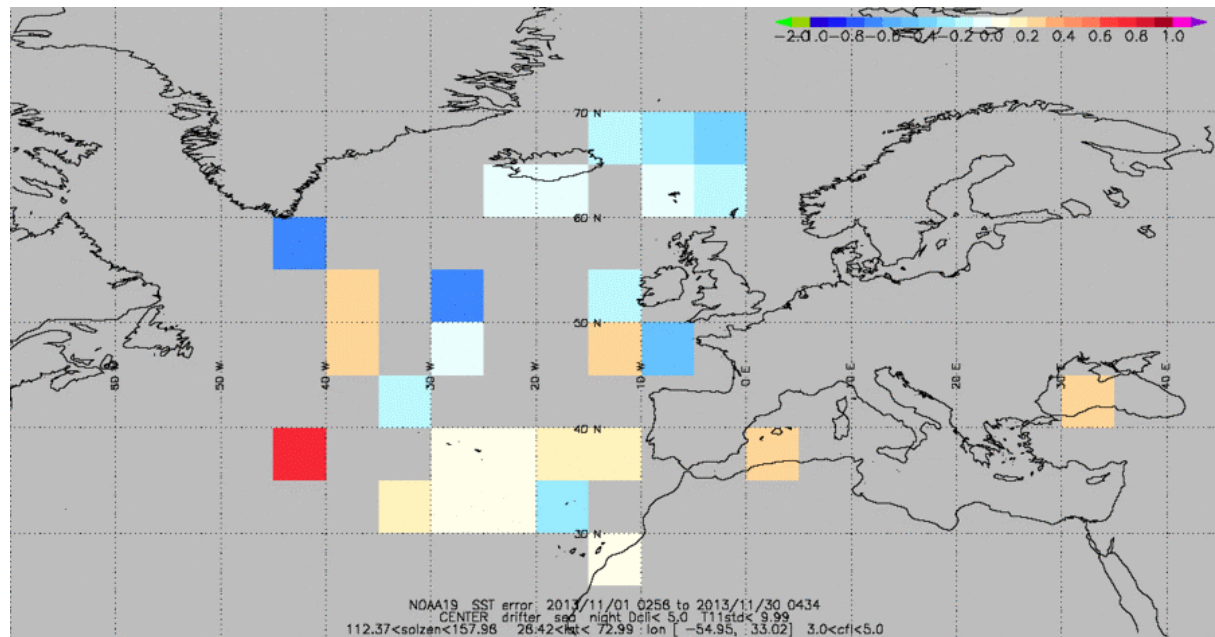 -2.0 -1.0 -0.8 -0.6 -0.4 -0.2 0.0 0.2 0.4 0.6 0.8 1.0
70 N
60 N
50 N
60 50 W 40 W 30 W 20 W 10 W 0 E 10 E 20 E 30 E 40 E
40 N
30 N
NOAA19 SST error 2013/11/01 0256 to 2013/11/30 0434
CENTER drifter sea night Dcli< 5.0 T11std< 9.99
112.37<solzen<157.98 26.42<lat< 72.99 lon [ -54.95, 33.02] 3.0<cfl<5.0